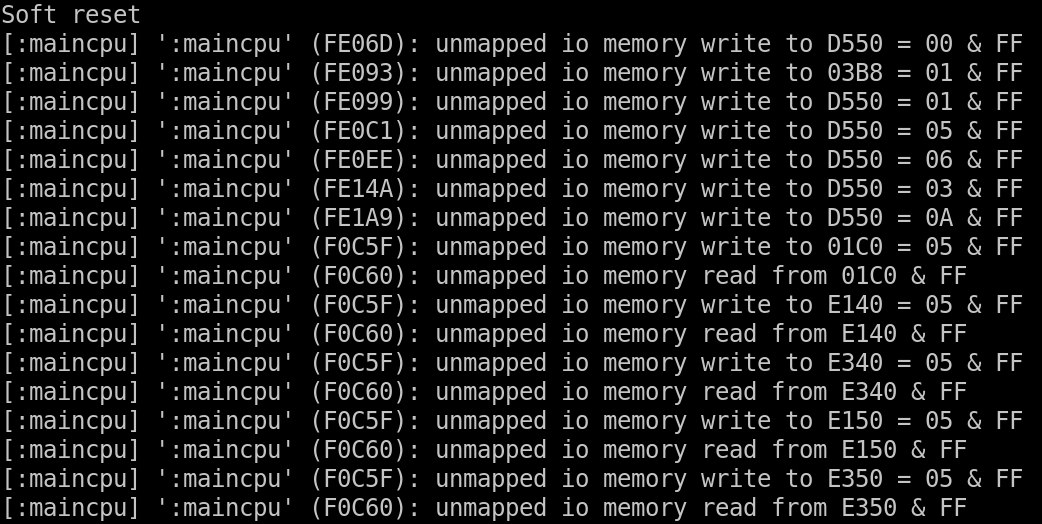 Soft reset
[:maincpu] ':maincpu' (FE06D): unmapped io memory write to D550 = 00 & FF
[:maincpu] ':maincpu' (FE093): unmapped io memory write to 03B8 = 01 & FF
[:maincpu] ':maincpu' (FE099): unmapped io memory write to D550 = 01 & FF
[:maincpu] ':maincpu' (FE0C1): unmapped io memory write to D550 = 05 & FF
[:maincpu] ':maincpu' (FE0EE): unmapped io memory write to D550 = 06 & FF
[:maincpu] ':maincpu' (FE14A): unmapped io memory write to D550 = 03 & FF
[:maincpu] ':maincpu' (FE1A9): unmapped io memory write to D550 = 0A & FF
[:maincpu] ':maincpu' (F0C5F): unmapped io memory write to 01C0 = 05 & FF
[:maincpu] ':maincpu' (F0C60): unmapped io memory read from 01C0 & FF
[:maincpu] ':maincpu' (F0C5F): unmapped io memory write to E140 = 05 & FF
[:maincpu] ':maincpu' (F0C60): unmapped io memory read from E140 & FF
[:maincpu] ':maincpu' (F0C5F): unmapped io memory write to E340 = 05 & FF
[:maincpu] ':maincpu' (F0C60): unmapped io memory read from E340 & FF
[:maincpu] ':maincpu' (F0C5F): unmapped io memory write to E150 = 05 & FF
[:maincpu] ':maincpu' (F0C60): unmapped io memory read from E150 & FF
[:maincpu] ':maincpu' (F0C5F): unmapped io memory write to E350 = 05 & FF
[:maincpu] ':maincpu' (F0C60): unmapped io memory read from E350 & FF